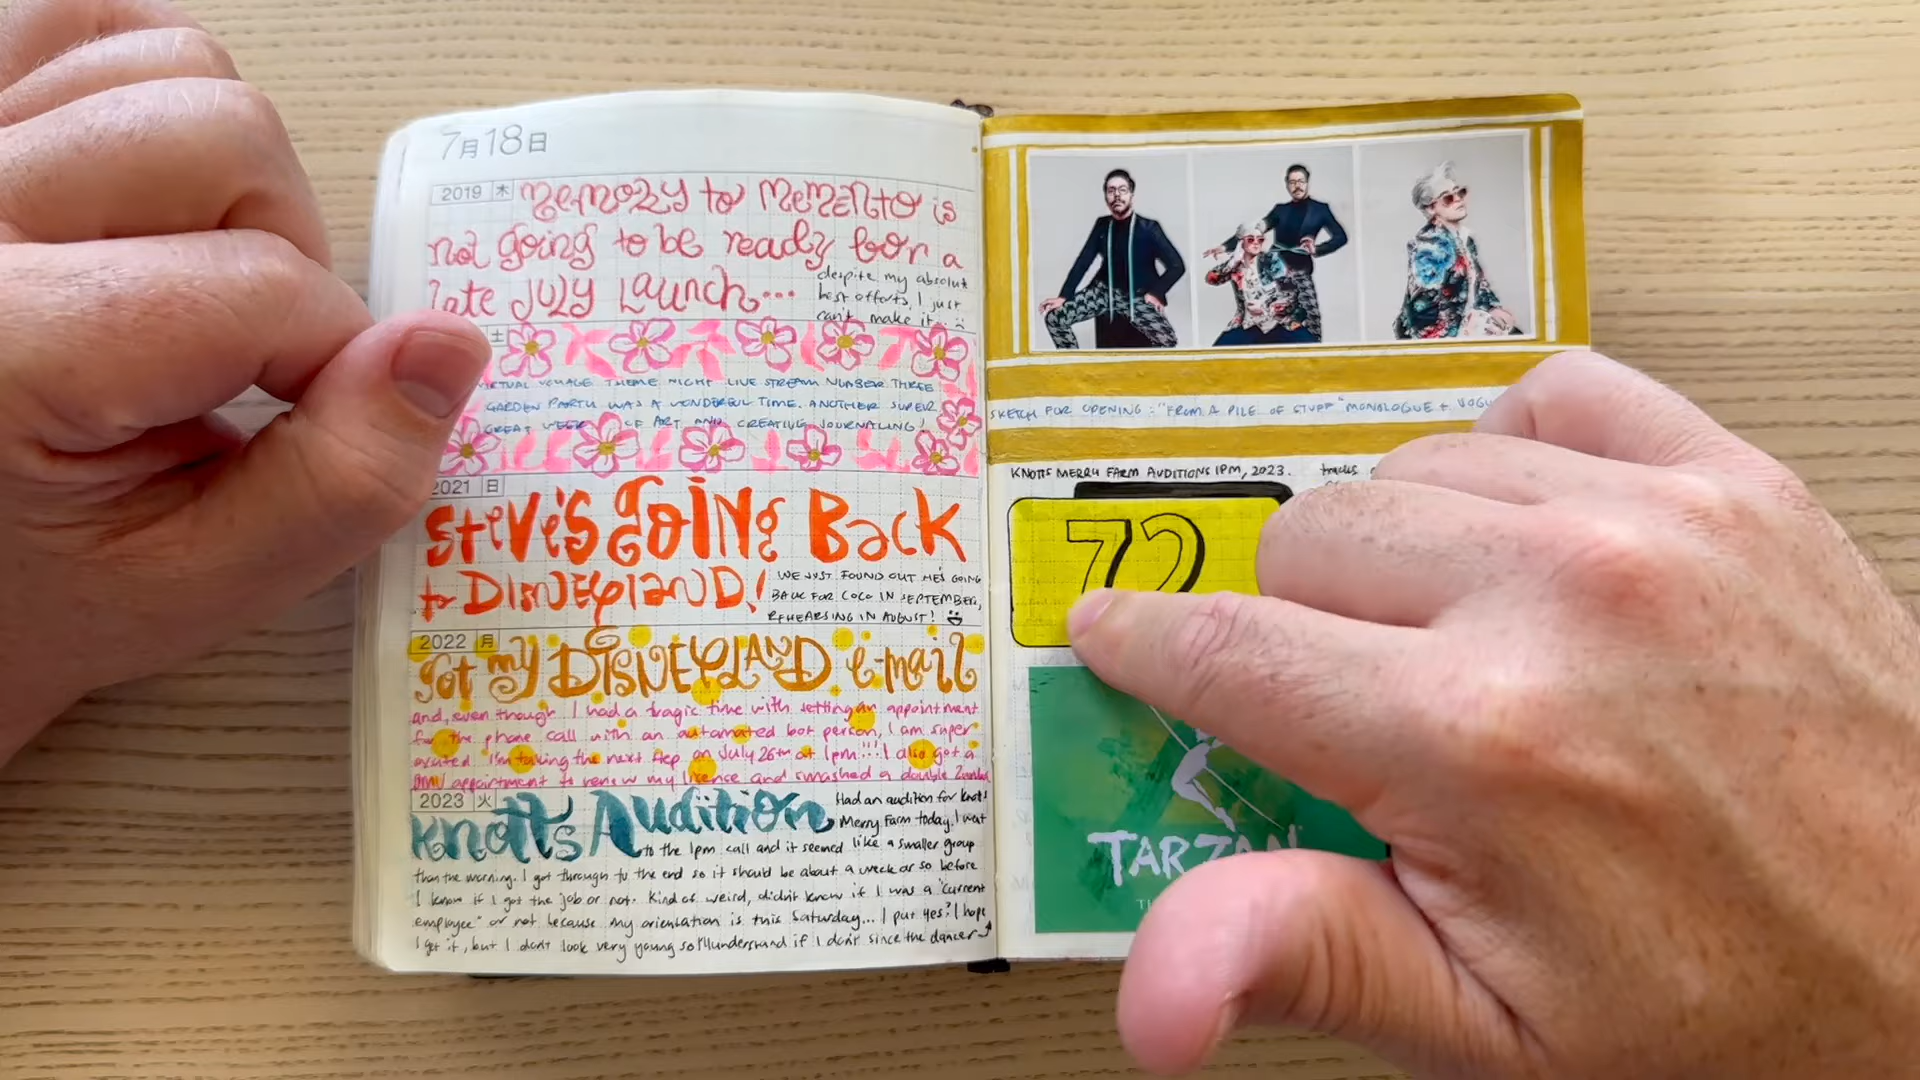 7月18日
2019 木 memory to memento is
not going to be ready for a
late July launch...
despite my absolute
best efforts, I just
can't make it. :(
土
VIRTUAL VOYAGE THEME NIGHT LIVE STREAM NUMBER THREE
GARDEN PARTY WAS A WONDERFUL TIME. ANOTHER SUPER
GREAT WEEK OF ART AND CREATIVE JOURNALING!
2021 日
Steve's Going Back
to Disneyland!
WE JUST FOUND OUT HE'S GOING
BACK FOR COCO IN SEPTEMBER,
REHEARSING IN AUGUST!
2022 月
Got my DISNEYLAND e-mail
and, even though I had a tragic time with setting an appointment
for the phone call with an automated bot person, I am super
excited. I'm taking the next step on July 26th at 1pm!!! I also got a
DMV appointment to renew my licence and smashed a double Zumba
2023 火
Knotts Audition
Had an audition for Knott's
Merry Farm today. I went
to the 1pm call and it seemed like a smaller group
than the morning. I got through to the end so it should be about a week or so before
I know if I got the job or not. Kind of weird, didn't know if I was a "current
employee" or not because my orientation is this Saturday... I put yes? I hope
I get it, but I don't look very young so I'll understand if I don't since the dancer
SKETCH FOR OPENING: "FROM A PILE OF STUFF" MONOLOGUE +
KNOTTS MERRY FARM AUDITIONS 1PM, 2023.
tracks
72
TARZAN